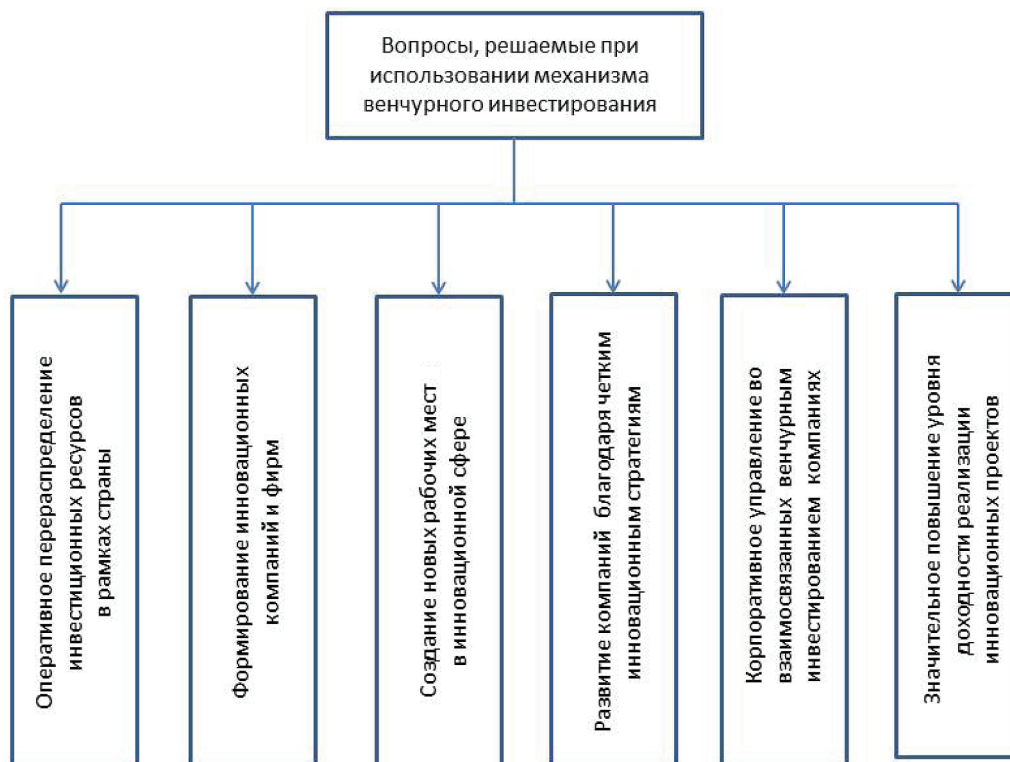 Вопросы, решаемые при
использовании механизма
венчурного инвестирования
Оперативное перераспределение
инвестиционных ресурсов
в рамках страны
Формирование инновационных
компаний и фирм
Создание новых рабочих мест
в инновационной сфере
Развитие компаний благодаря четким
инновационным стратегиям
Корпоративное управление во
взаимосвязанных венчурным
инвестированием компаниях
Значительное повышение уровня
доходности реализации
инновационных проектов